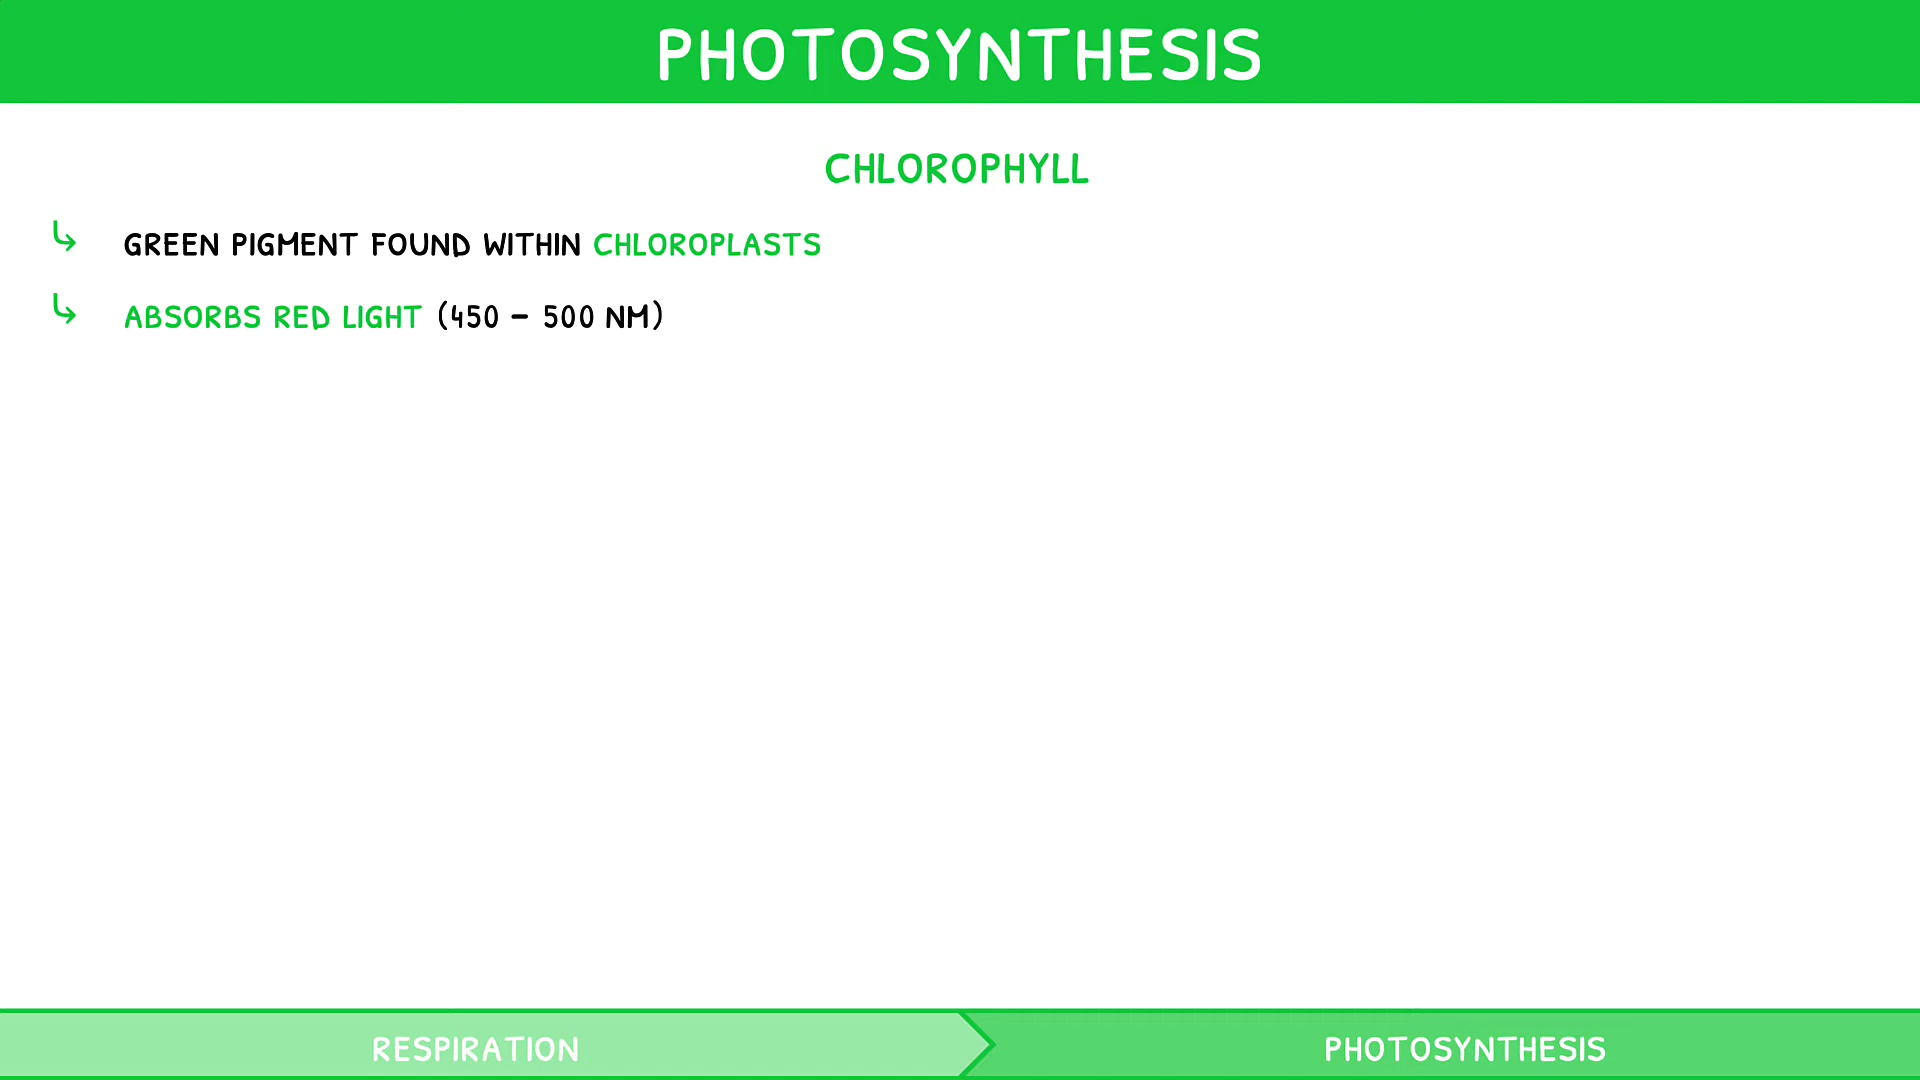 PHOTOSYNTHESIS
CHLOROPHYLL
GREEN PIGMENT FOUND WITHIN CHLOROPLASTS
ABSORBS RED LIGHT (450 – 500 NM)
RESPIRATION
PHOTOSYNTHESIS